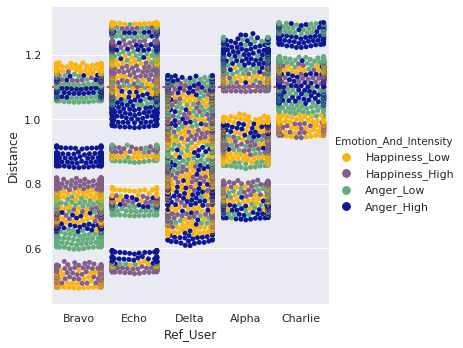 1.2
1.0
0.8
0.6
Distance
Bravo Echo Delta Alpha Charlie
Ref_User
Emotion_And_Intensity
Happiness_Low
Happiness_High
Anger_Low
Anger_High